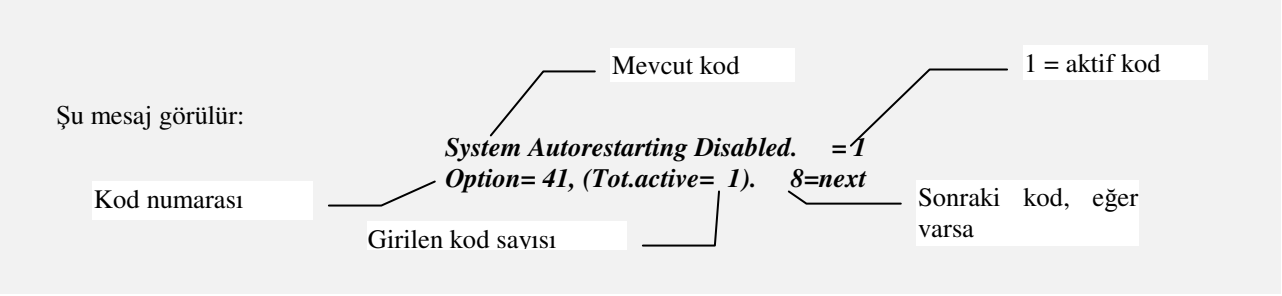 Mevcut kod
1 = aktif kod
Şu mesaj görülür:
System Autorestarting Disabled. =1
Option= 41, (Tot.active= 1). 8=next
Kod numarası
Sonraki kod, eğer
varsa
Girilen kod sayısı